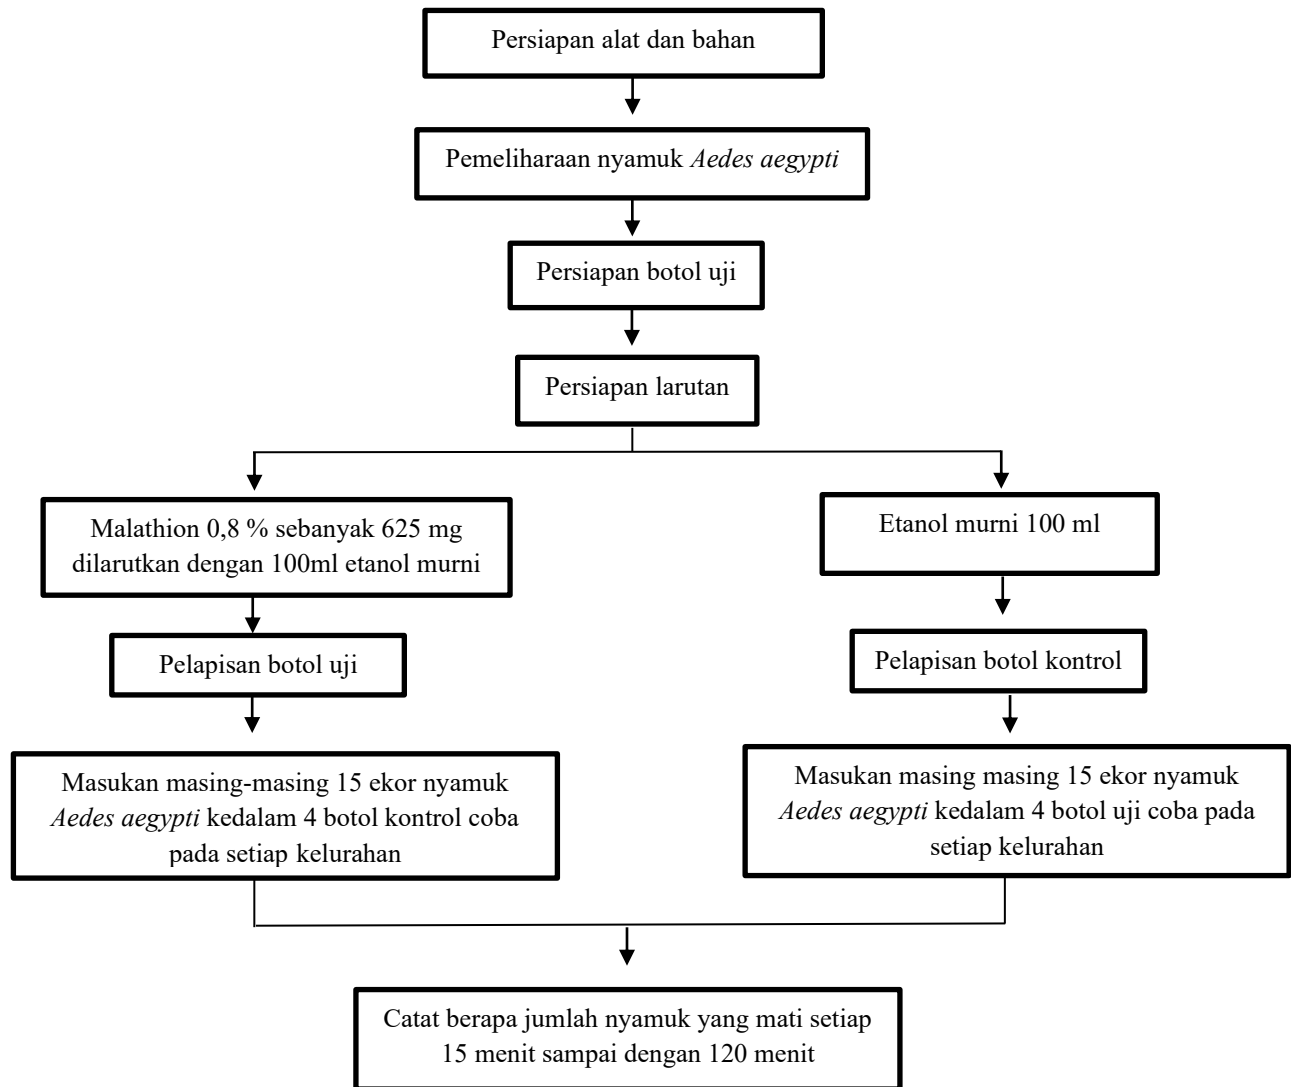 Persiapan alat dan bahan
Pemeliharaan nyamuk Aedes aegypti
Persiapan botol uji
Persiapan larutan
Malathion 0,8 % sebanyak 625 mg
dilarutkan dengan 100ml etanol murni
Etanol murni 100 ml
Pelapisan botol uji
Pelapisan botol kontrol
Masukan masing-masing 15 ekor nyamuk
Aedes aegypti kedalam 4 botol kontrol coba
pada setiap kelurahan
Masukan masing masing 15 ekor nyamuk
Aedes aegypti kedalam 4 botol uji coba pada
setiap kelurahan
Catat berapa jumlah nyamuk yang mati setiap
15 menit sampai dengan 120 menit